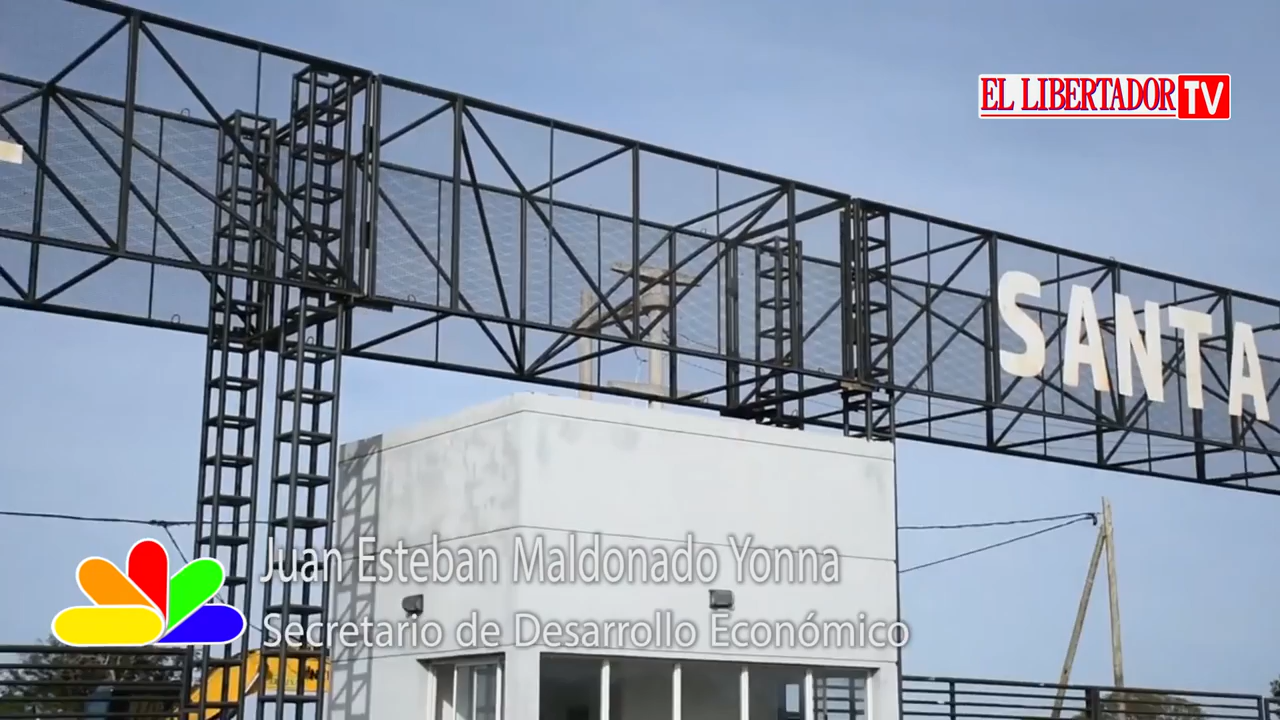 EL LIBERTADOR TV
SANTA
Juan Esteban Maldonado Yonna
Secretario de Desarrollo Económico